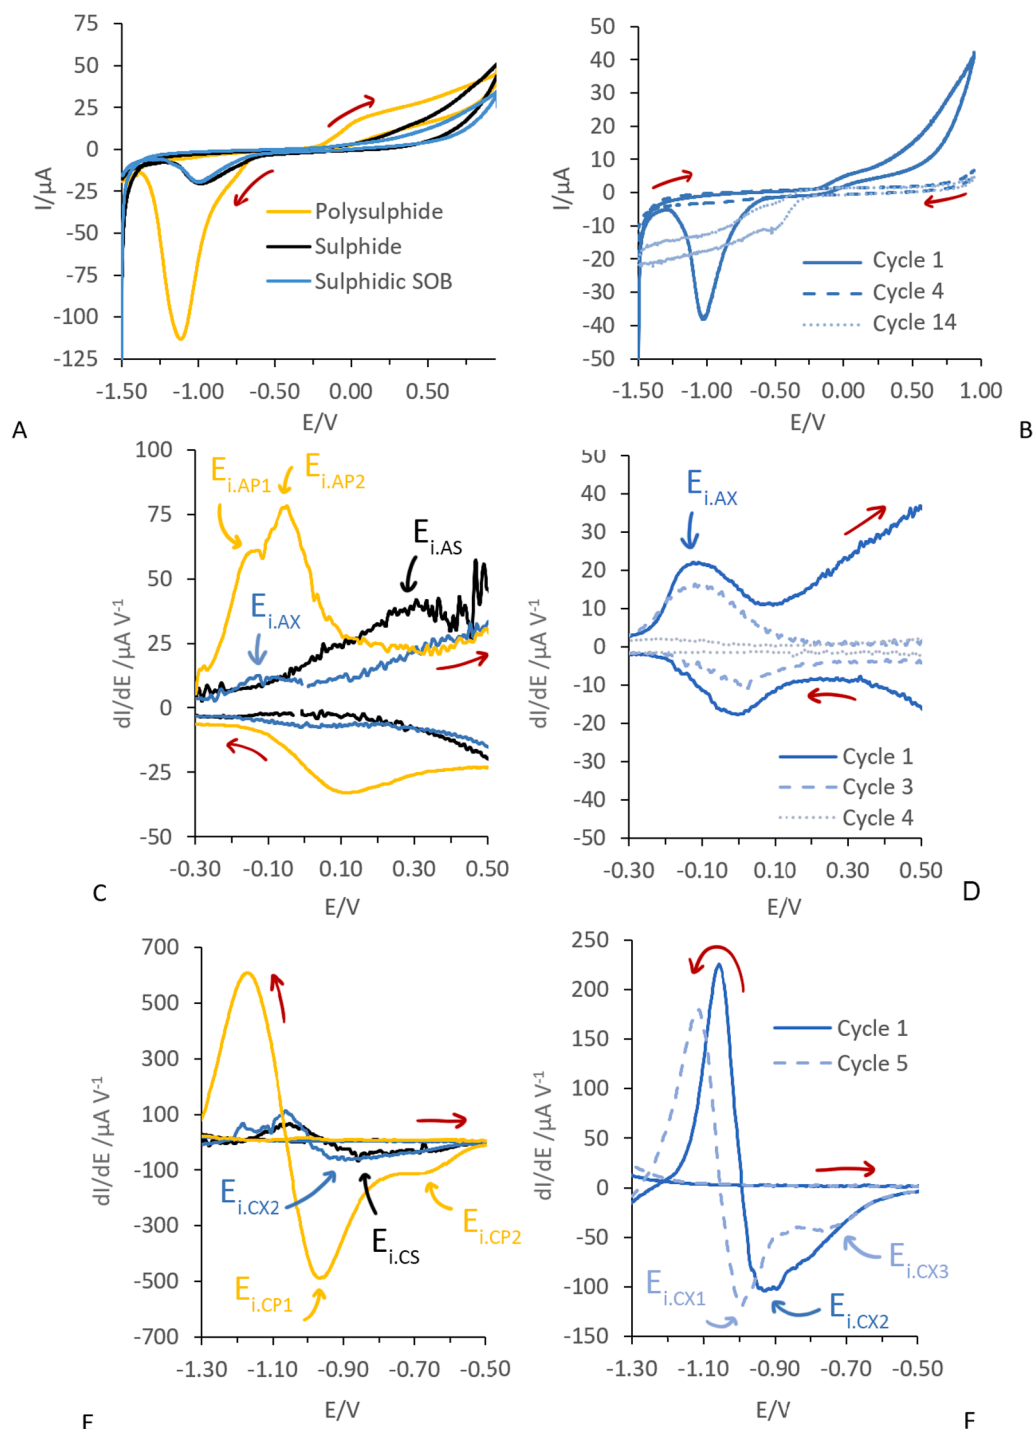 75
50
25
0
-25
-50
-75
-100
-125
I/µA
-1.50 -1.00 -0.50 0.00 0.50
E/V
Polysulphide
Sulphide
Sulphidic SOB
A
50
40
30
20
10
0
-10
-20
-30
-40
-50
I/µA
-1.50 -1.00 -0.50 0.00 0.50 1.00
E/V
Cycle 1
Cycle 4
Cycle 14
B
100
75
50
25
0
-25
-50
dI/dE /µA V-1
Ei.AP1
Ei.AP2
Ei.AS
Ei.AX
-0.30 -0.10 0.10 0.30 0.50
E/V
C
50
40
30
20
10
0
-10
-20
-30
-40
-50
dI/dE /µA V-1
Ei.AX
Cycle 1
Cycle 3
Cycle 4
-0.30 -0.10 0.10 0.30 0.50
E/V
D
700
500
300
100
-100
-300
-500
-700
dI/dE /µA V-1
Ei.CX2
Ei.CS
Ei.CP2
Ei.CP1
-1.30 -1.10 -0.90 -0.70 -0.50
E/V
250
200
150
100
50
0
-50
-100
-150
dI/dE /µA V-1
Cycle 1
Cycle 5
Ei.CX3
Ei.CX1
Ei.CX2
-1.30 -1.10 -0.90 -0.70 -0.50
E/V